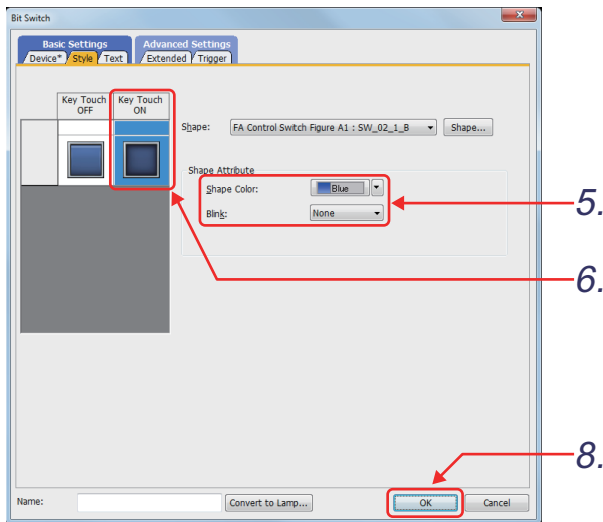 Bit Switch
Basic Settings Advanced Settings
Device* Style Text Extended Trigger
Key Touch OFF
Key Touch ON
Shape: FA Control Switch Figure A1 : SW_02_1_B Shape...
Shape Attribute
Shape Color: Blue
Blink: None
5.
6.
8.
Name: Convert to Lamp... OK Cancel